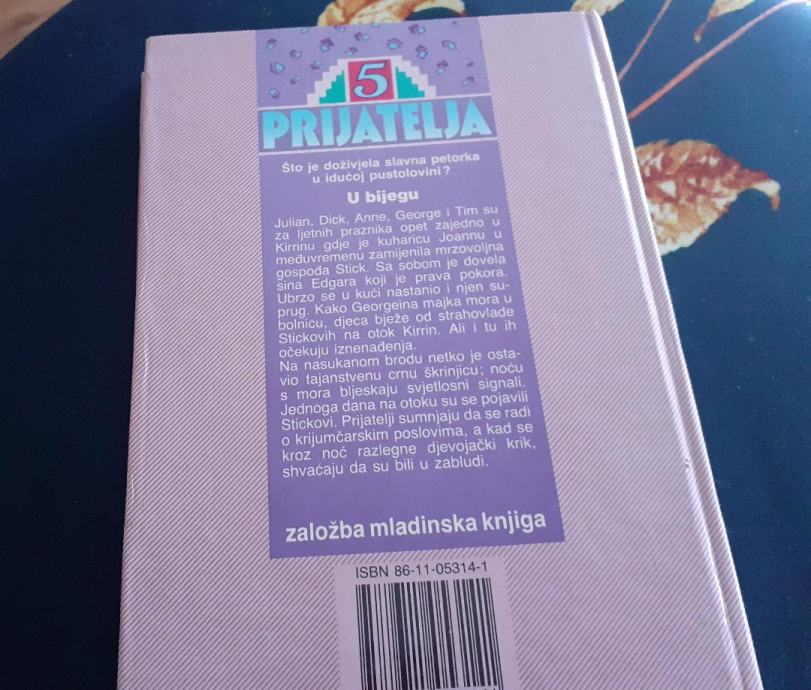 5
PRIJATELJA
Što je doživjela slavna petorka
u idućoj pustolovini?
U bijegu
Julian, Dick, Anne, George i Tim su
za ljetnih praznika opet zajedno u
Kirrinu gdje je kuharicu Joannu u
međuvremenu zamijenila mrzovoljna
gospođa Stick. Sa sobom je dovela
sina Edgara koji je prava pokora.
Ubrzo se u kući nastanio i njen su-
prug. Kako Georgeina majka mora u
bolnicu, djeca bježe od strahovlade
Stickovih na otok Kirrin. Ali i tu ih
očekuju iznenađenja.
Na nasukanom brodu netko je osta-
vio tajanstvenu crnu škrinjicu; noću
s mora bljeskaju svjetlosni signali.
Jednoga dana na otoku su se pojavili
Stickovi. Prijatelji sumnjaju da se radi
o krijumčarskim poslovima, a kad se
kroz noć razlegne djevojački krik,
shvaćaju da su bili u zabludi.
založba mladinska knjiga
ISBN 86-11-05314-1